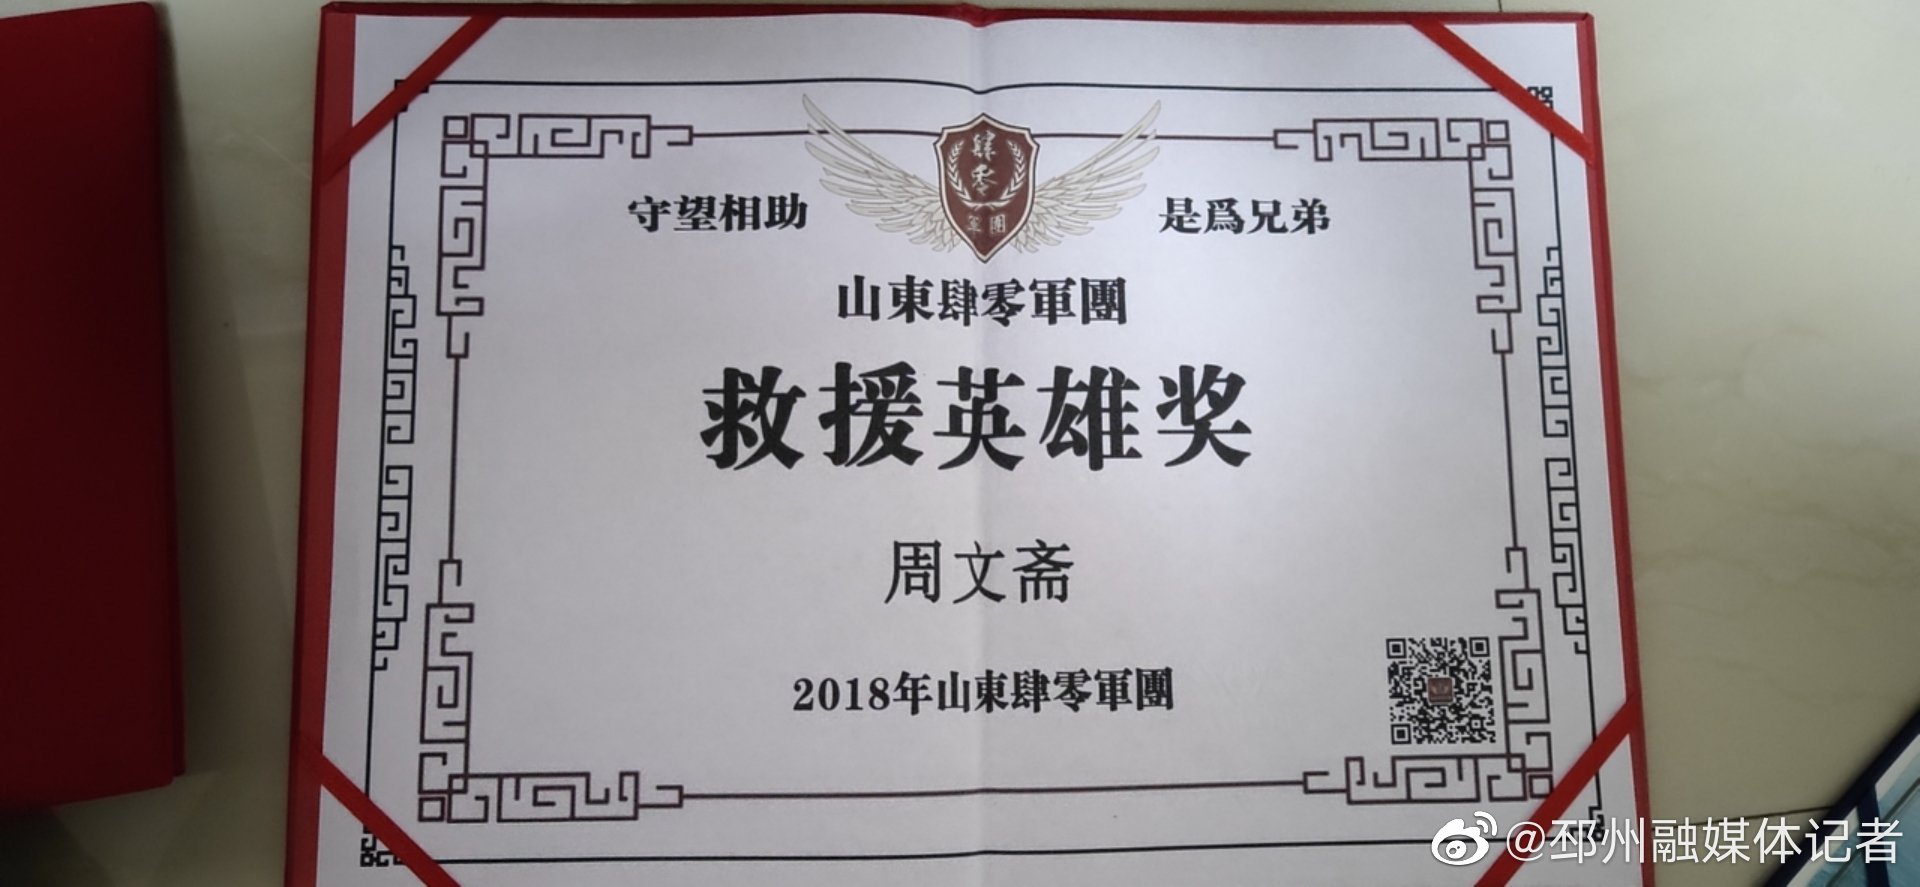 肆零
軍團
守望相助 是爲兄弟
山東肆零軍團
救援英雄奖
周文斋
2018年山東肆零軍團
@邳州融媒体记者